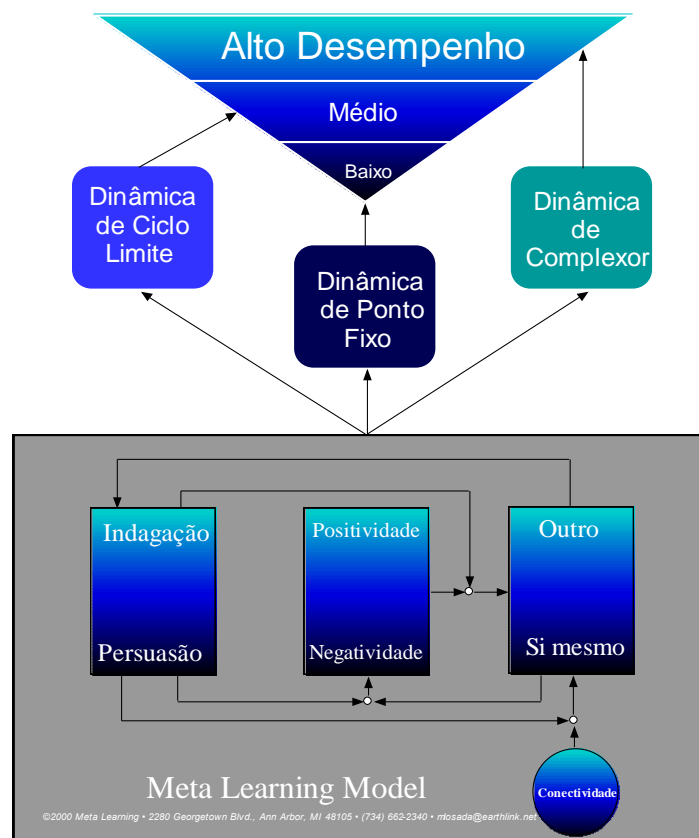 Alto Desempenho
Médio
Baixo
Dinâmica
de Ciclo
Limite
Dinâmica
de Ponto
Fixo
Dinâmica
de
Complexor
Indagação
Persuasão
Positividade
Negatividade
Outro
Si mesmo
Conectividade
Meta Learning Model
©2000 Meta Learning • 2280 Georgetown Blvd., Ann Arbor, MI 48105 • (734) 662-2340 • mlosada@earthlink.net